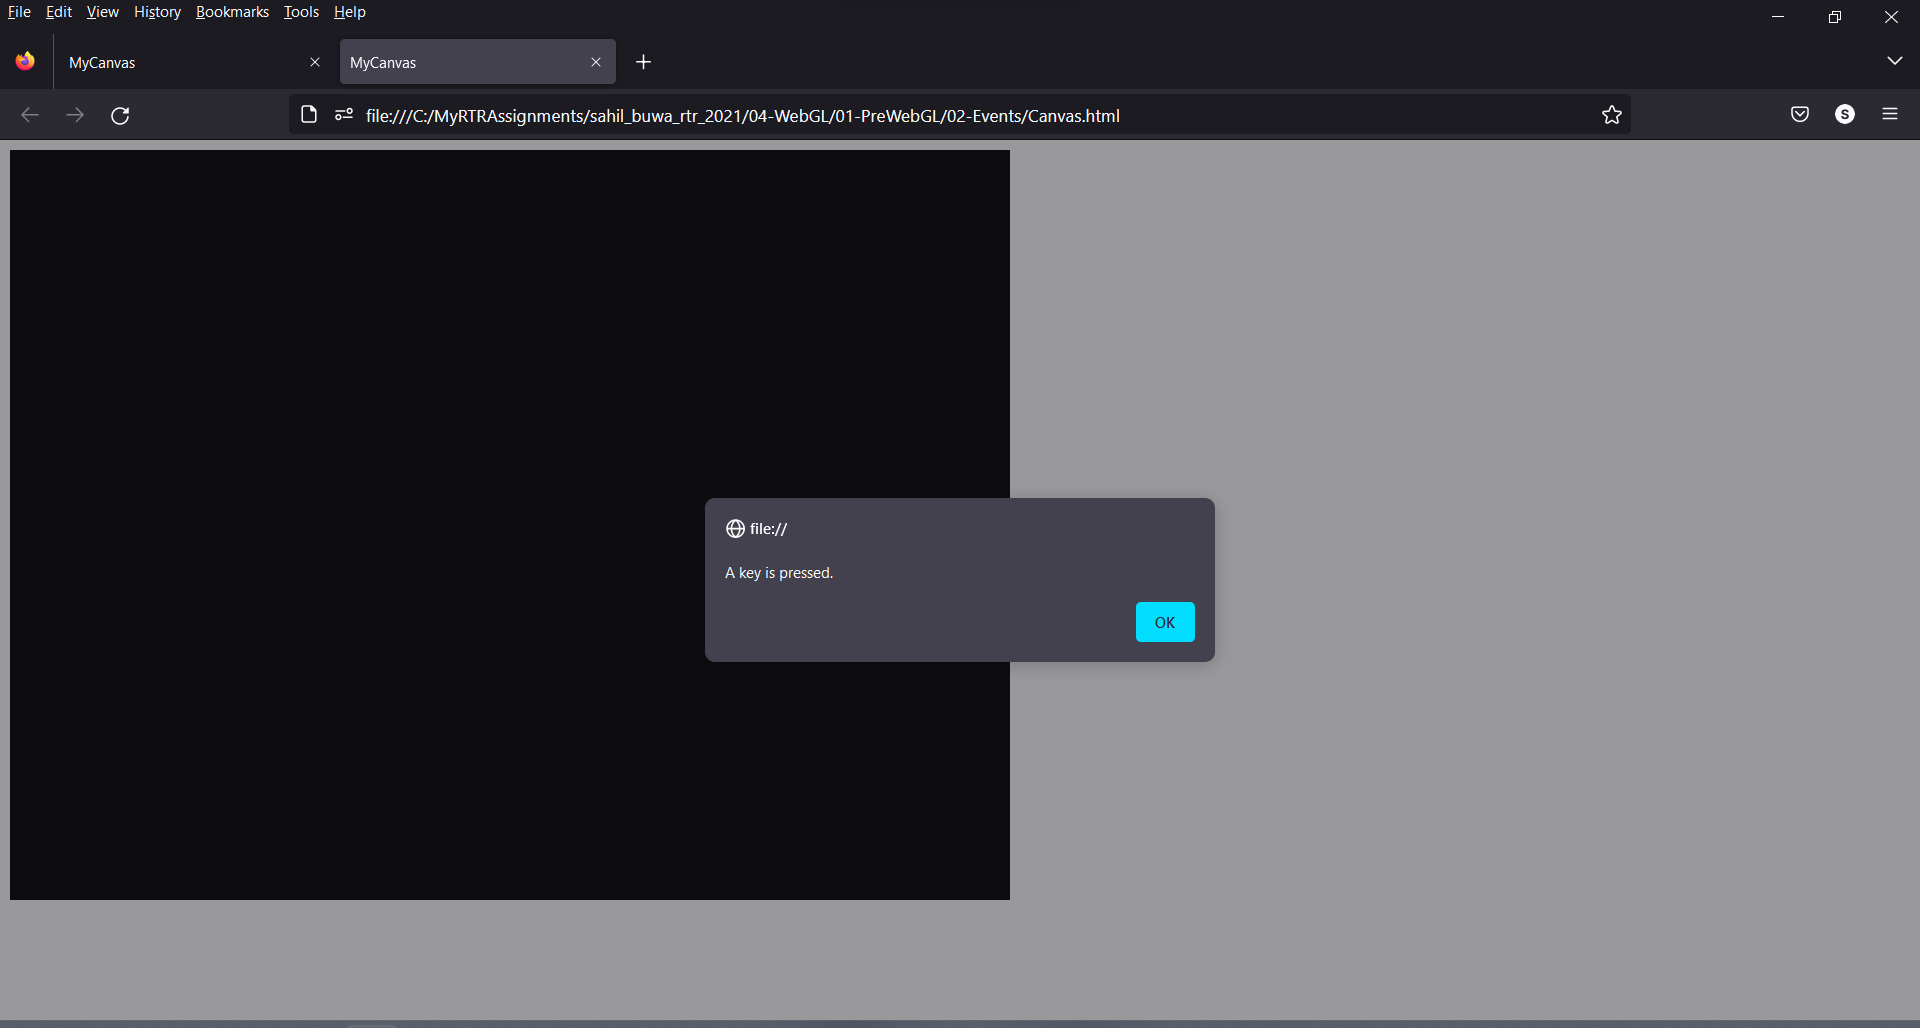 File Edit View History Bookmarks Tools Help
MyCanvas MyCanvas
file:///C:/MyRTRAssignments/sahil_buwa_rtr_2021/04-WebGL/01-PreWebGL/02-Events/Canvas.html S
file://
A key is pressed.
OK